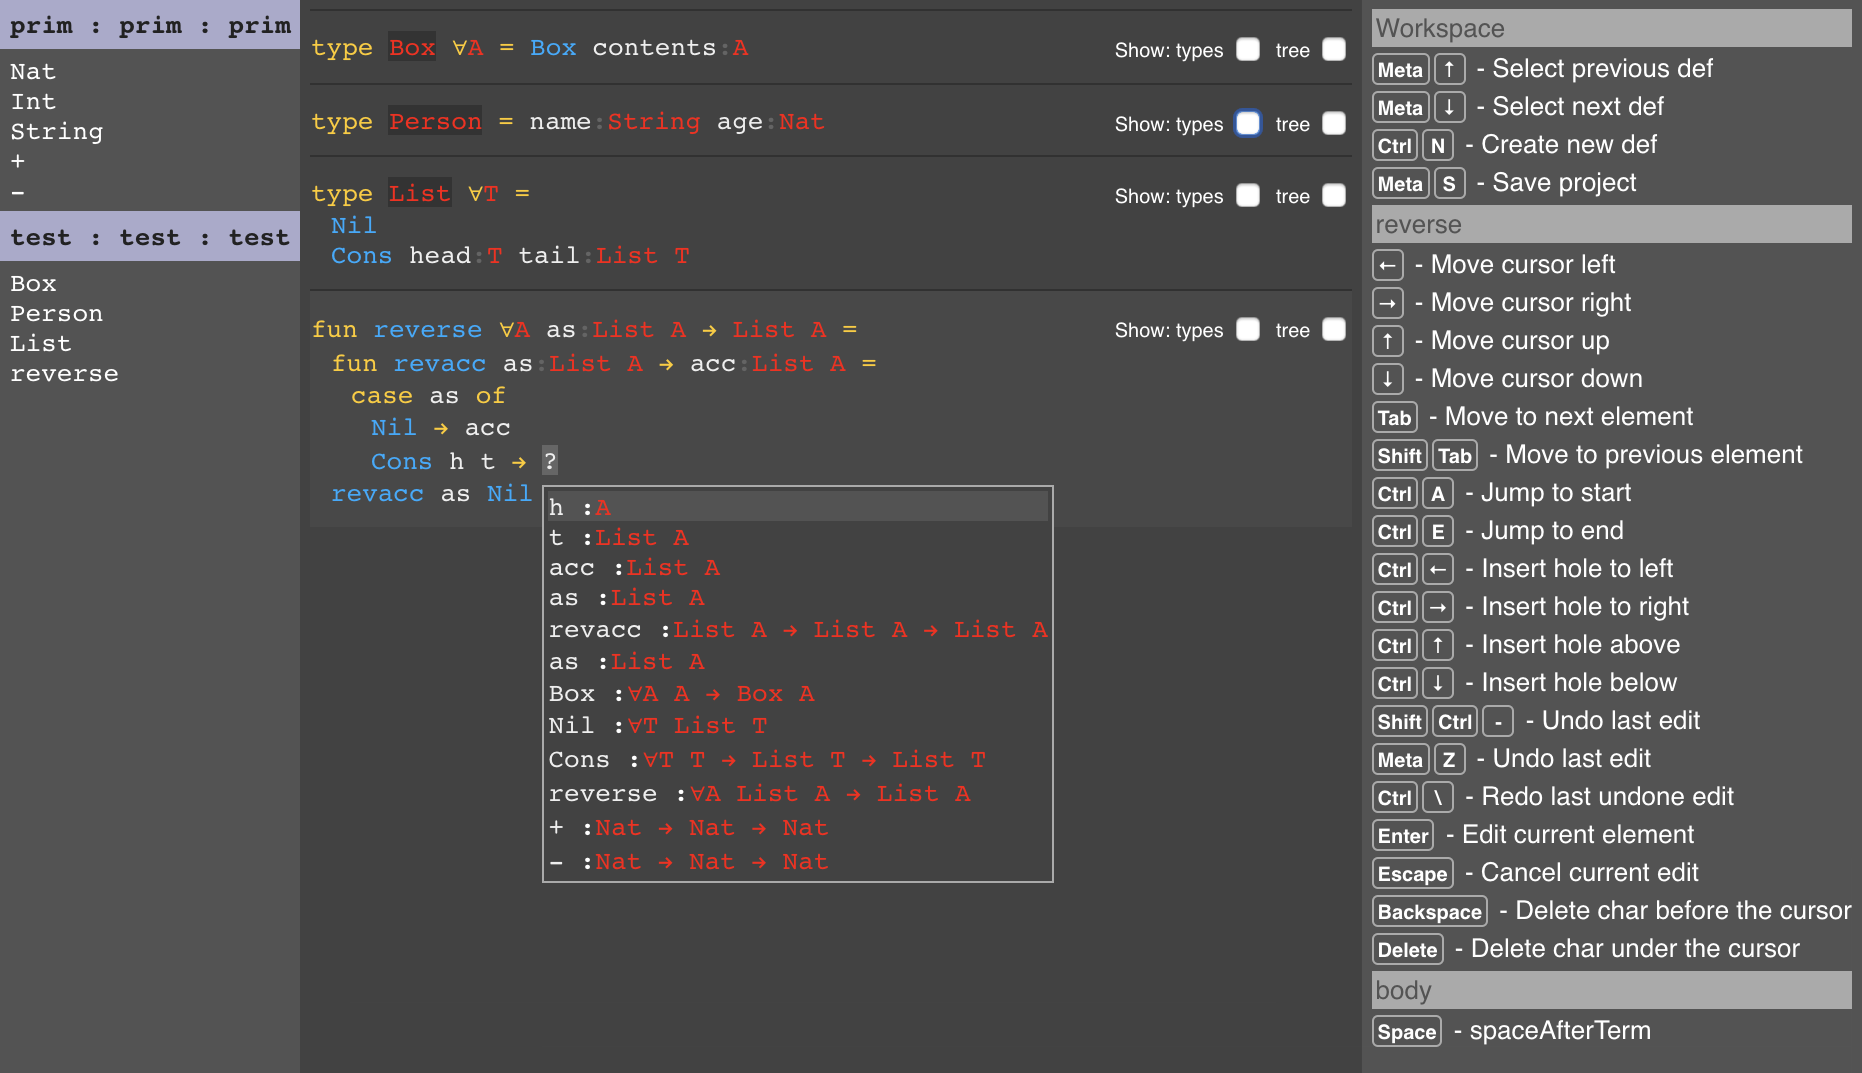 prim : prim : prim
Nat
Int
String
+
-
test : test : test
Box
Person
List
reverse
type Box ∀A = Box contents:A
Show: types tree
type Person = name:String age:Nat
Show: types tree
type List ∀T =
Show: types tree
Nil
Cons head:T tail:List T
fun reverse ∀A as:List A → List A =
Show: types tree
fun revacc as:List A → acc:List A =
case as of
Nil → acc
Cons h t → ?
revacc as Nil
h :A
t :List A
acc :List A
as :List A
revacc :List A → List A → List A
as :List A
Box :∀A A → Box A
Nil :∀T List T
Cons :∀T T → List T → List T
reverse :∀A List A → List A
+ :Nat → Nat → Nat
- :Nat → Nat → Nat
Workspace
Meta ↑ - Select previous def
Meta ↓ - Select next def
Ctrl N - Create new def
Meta S - Save project
reverse
← - Move cursor left
→ - Move cursor right
↑ - Move cursor up
↓ - Move cursor down
Tab - Move to next element
Shift Tab - Move to previous element
Ctrl A - Jump to start
Ctrl E - Jump to end
Ctrl ← - Insert hole to left
Ctrl → - Insert hole to right
Ctrl ↑ - Insert hole above
Ctrl ↓ - Insert hole below
Shift Ctrl - - Undo last edit
Meta Z - Undo last edit
Ctrl \ - Redo last undone edit
Enter - Edit current element
Escape - Cancel current edit
Backspace - Delete char before the cursor
Delete - Delete char under the cursor
body
Space - spaceAfterTerm